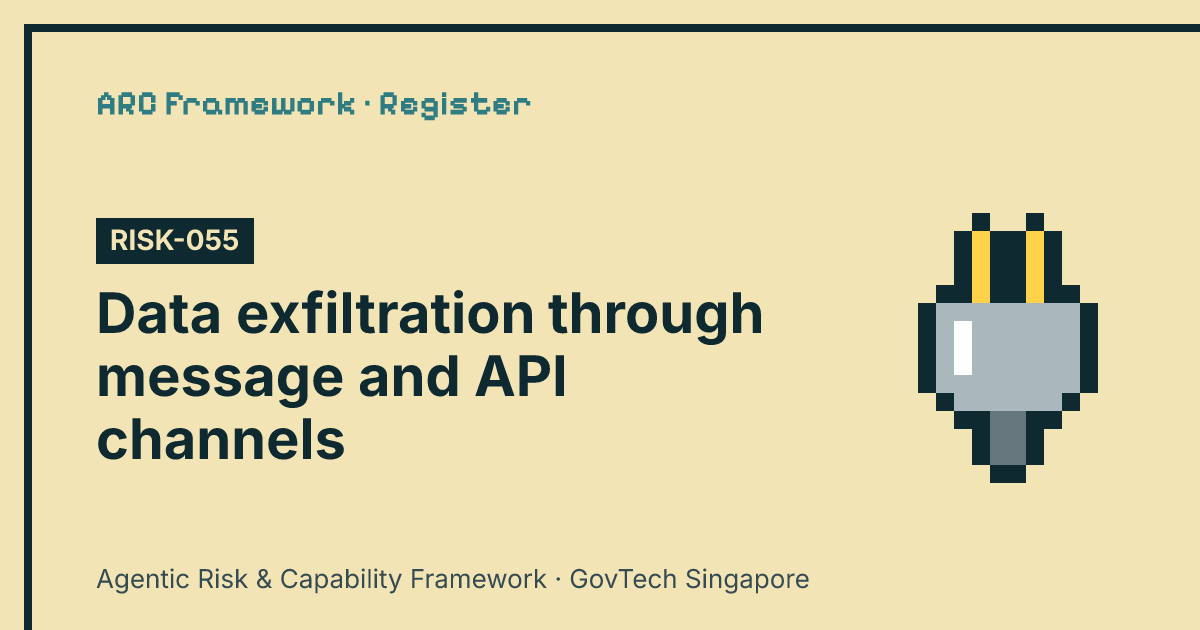 ARC Framework · Register
RISK-055
Data exfiltration through
message and API
channels
Agentic Risk & Capability Framework · GovTech Singapore